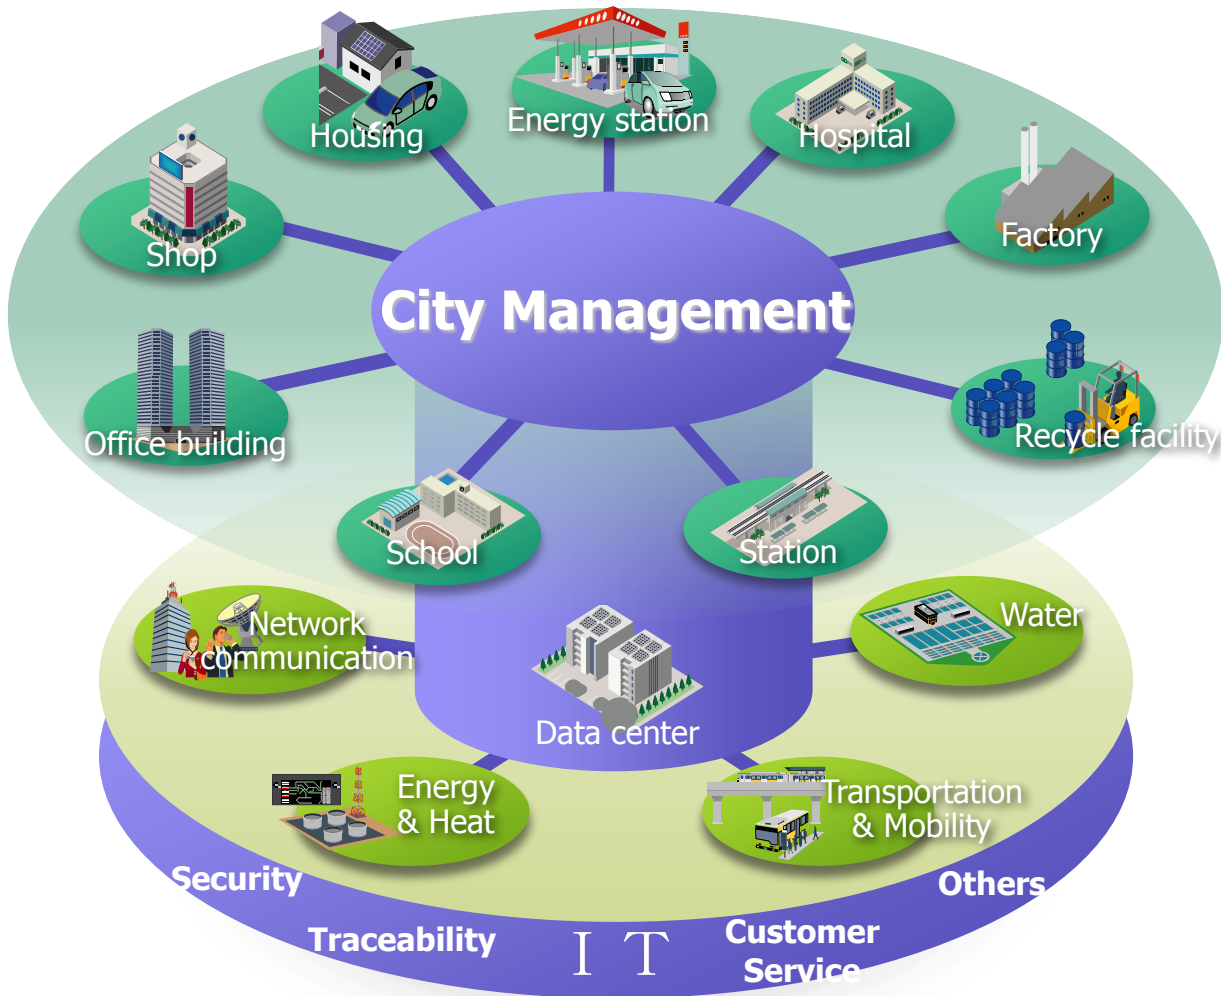 Housing
Energy station
Hospital
Shop
Factory
City Management
Office building
Recycle facility
School
Station
Network
communication
Water
Data center
Energy
& Heat
Transportation
& Mobility
Security
Others
Traceability
IT
Customer
Service